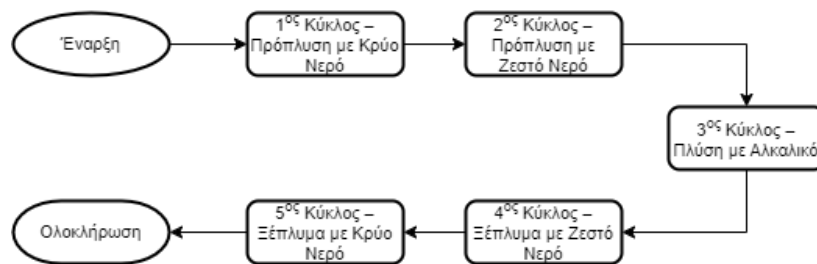 Έναρξη
1ος Κύκλος –
Πρόπλυση με Κρύο
Νερό
2ος Κύκλος –
Πρόπλυση με
Ζεστό Νερό
3ος Κύκλος –
Πλύση με Αλκαλικό
4ος Κύκλος –
Ξέπλυμα με Ζεστό
Νερό
5ος Κύκλος –
Ξέπλυμα με Κρύο
Νερό
Ολοκλήρωση